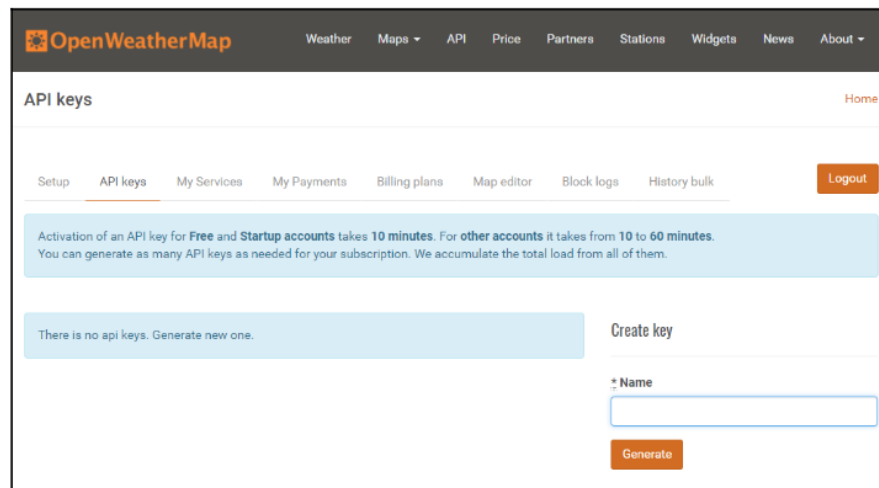 OpenWeatherMap Weather Maps API Price Partners Stations Widgets News About
API keys Home
Setup API keys My Services My Payments Billing plans Map editor Block logs History bulk Logout
Activation of an API key for Free and Startup accounts takes 10 minutes. For other accounts it takes from 10 to 60 minutes.
You can generate as many API keys as needed for your subscription. We accumulate the total load from all of them.
There is no api keys. Generate new one.
Create key
* Name
Generate